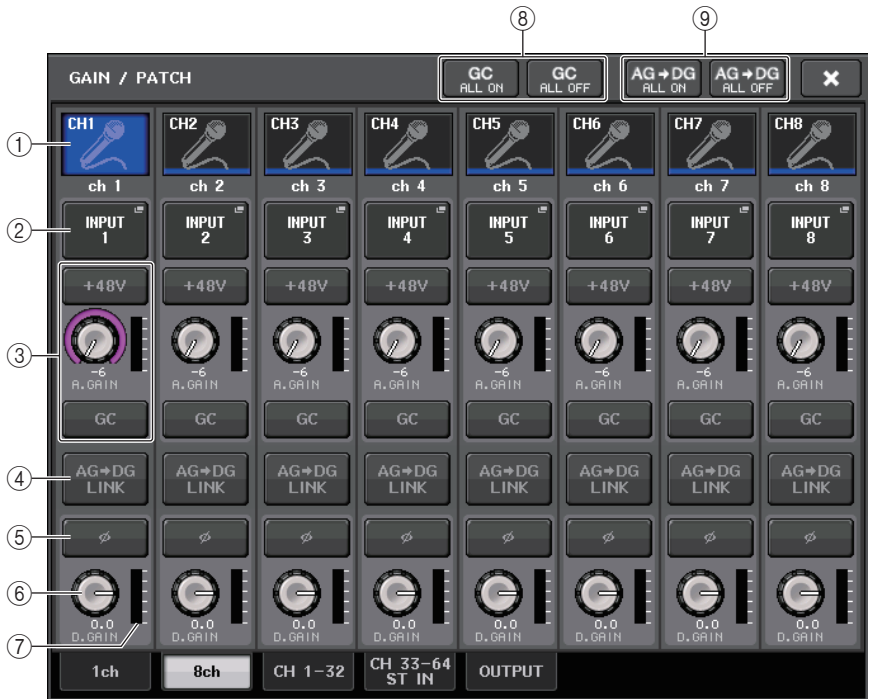 ⑧ ⑨
GAIN / PATCH
GC ALL ON
GC ALL OFF
AG→DG ALL ON
AG→DG ALL OFF
×
①
CH1 CH2 CH3 CH4 CH5 CH6 CH7 CH8
ch 1 ch 2 ch 3 ch 4 ch 5 ch 6 ch 7 ch 8
②
INPUT INPUT INPUT INPUT INPUT INPUT INPUT INPUT
1 2 3 4 5 6 7 8
+48V +48V +48V +48V +48V +48V +48V +48V
③
-6 -6 -6 -6 -6 -6 -6 -6
A.GAIN A.GAIN A.GAIN A.GAIN A.GAIN A.GAIN A.GAIN A.GAIN
GC GC GC GC GC GC GC GC
④
AG→DG AG→DG AG→DG AG→DG AG→DG AG→DG AG→DG AG→DG
LINK LINK LINK LINK LINK LINK LINK LINK
⑤
ø ø ø ø ø ø ø ø
⑥
0.0 0.0 0.0 0.0 0.0 0.0 0.0 0.0
D.GAIN D.GAIN D.GAIN D.GAIN D.GAIN D.GAIN D.GAIN D.GAIN
⑦
1ch
8ch
CH 1-32
CH 33-64
ST IN
OUTPUT